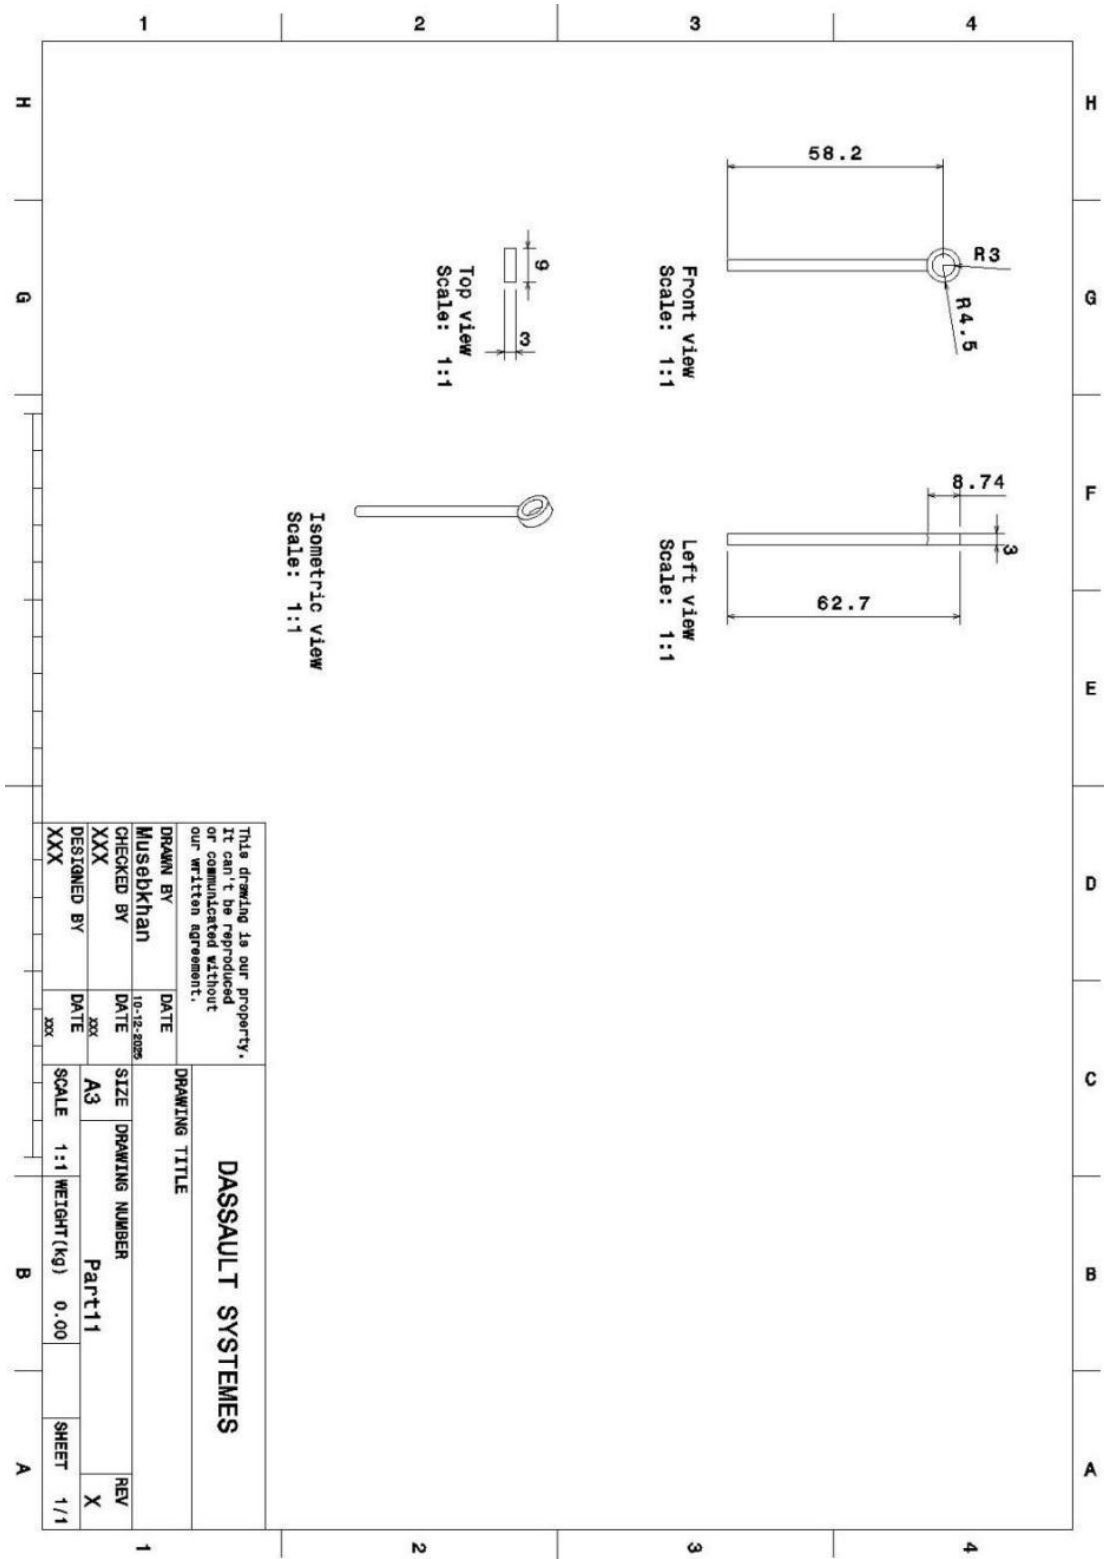 1
2
3
4
H
H
G
G
F
F
E
E
D
D
C
C
B
B
A
A
1
2
3
4
58.2
R3
R4.5
Front view
Scale: 1:1
8.74
3
62.7
Left view
Scale: 1:1
9
3
Top view
Scale: 1:1
Isometric view
Scale: 1:1
This drawing is our property.
It can't be reproduced
or communicated without
our written agreement.
DRAWN BY DATE
Musebkhan 10-12-2025
CHECKED BY DATE
XXX XXX
DESIGNED BY DATE
XXX XXX
DASSAULT SYSTEMES
DRAWING TITLE
SIZE DRAWING NUMBER REV
A3 Part11 X
SCALE 1:1 WEIGHT(kg) 0.00 SHEET 1/1